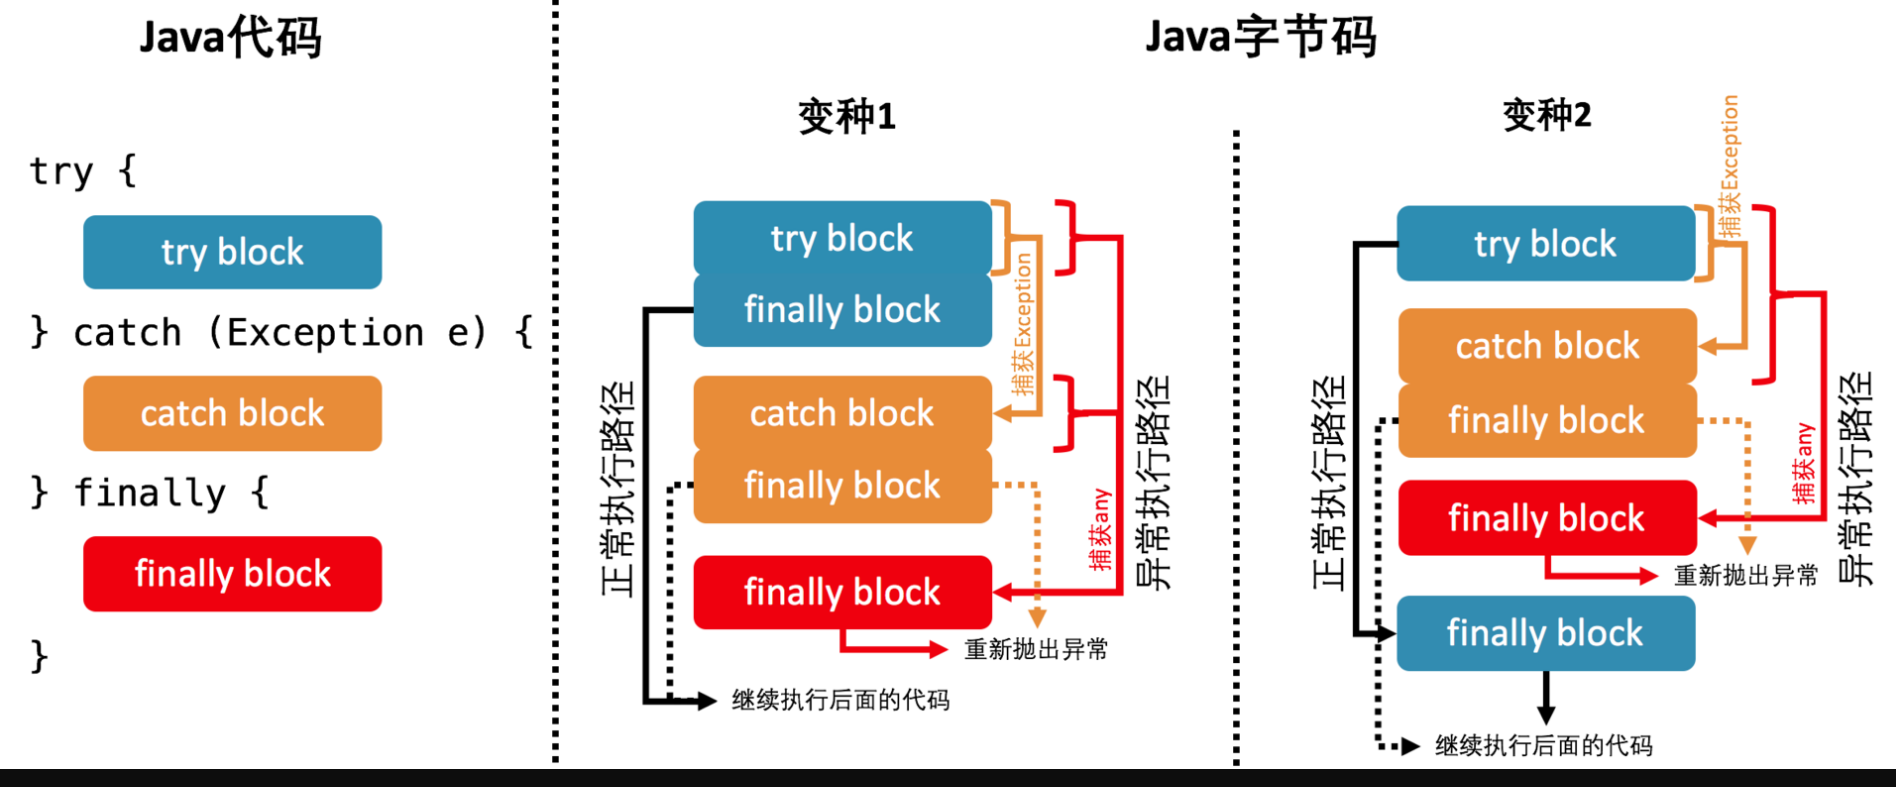 Java代码
try {
try block
} catch (Exception e) {
catch block
} finally {
finally block
}
Java字节码
变种1
try block
finally block
catch block
finally block
finally block
捕获Exception
捕获any
正常执行路径
异常执行路径
重新抛出异常
继续执行后面的代码
变种2
try block
catch block
finally block
finally block
finally block
捕获Exception
捕获any
正常执行路径
异常执行路径
重新抛出异常
继续执行后面的代码